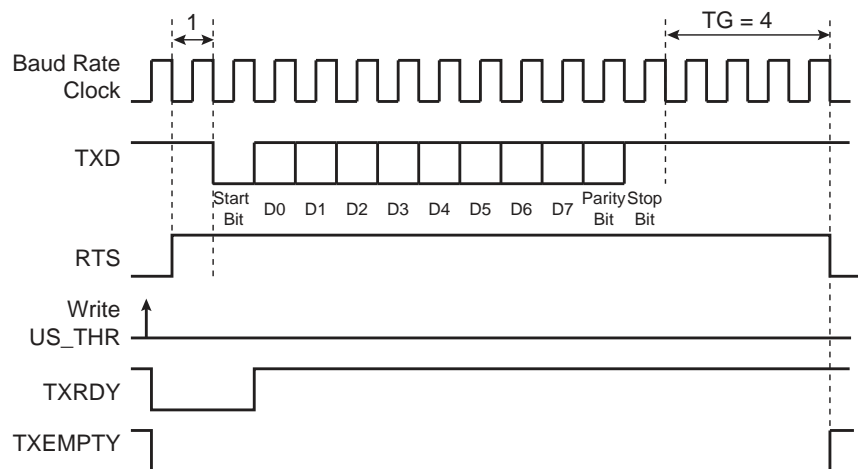 1
TG = 4
Baud Rate
Clock
TXD
Start
Bit
D0
D1
D2
D3
D4
D5
D6
D7
Parity
Bit
Stop
Bit
RTS
Write
US_THR
TXRDY
TXEMPTY